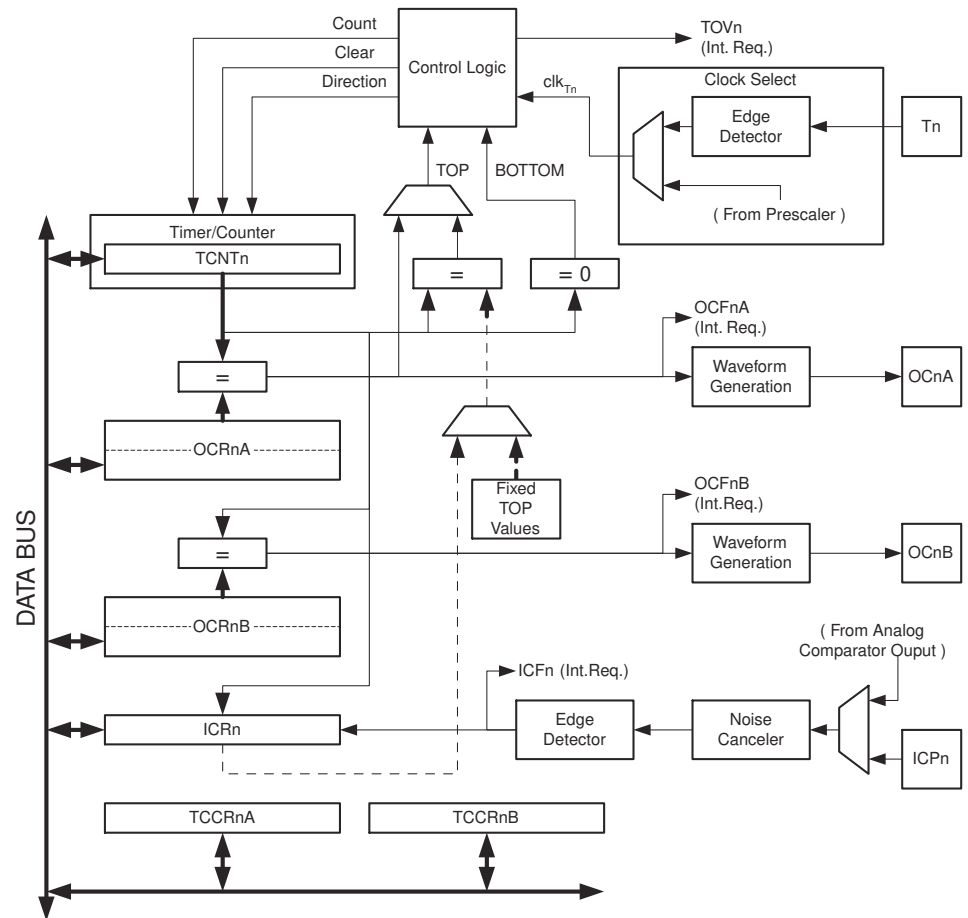 Count
Clear
Direction
Control Logic
TOVn
(Int. Req.)
clkTn
Clock Select
Edge
Detector
Tn
( From Prescaler )
TOP
BOTTOM
Timer/Counter
TCNTn
=
= 0
OCFnA
(Int. Req.)
=
Waveform
Generation
OCnA
OCRnA
Fixed
TOP
Values
OCFnB
(Int.Req.)
=
Waveform
Generation
OCnB
OCRnB
DATA BUS
( From Analog
Comparator Ouput )
ICFn (Int.Req.)
ICRn
Edge
Detector
Noise
Canceler
ICPn
TCCRnA
TCCRnB